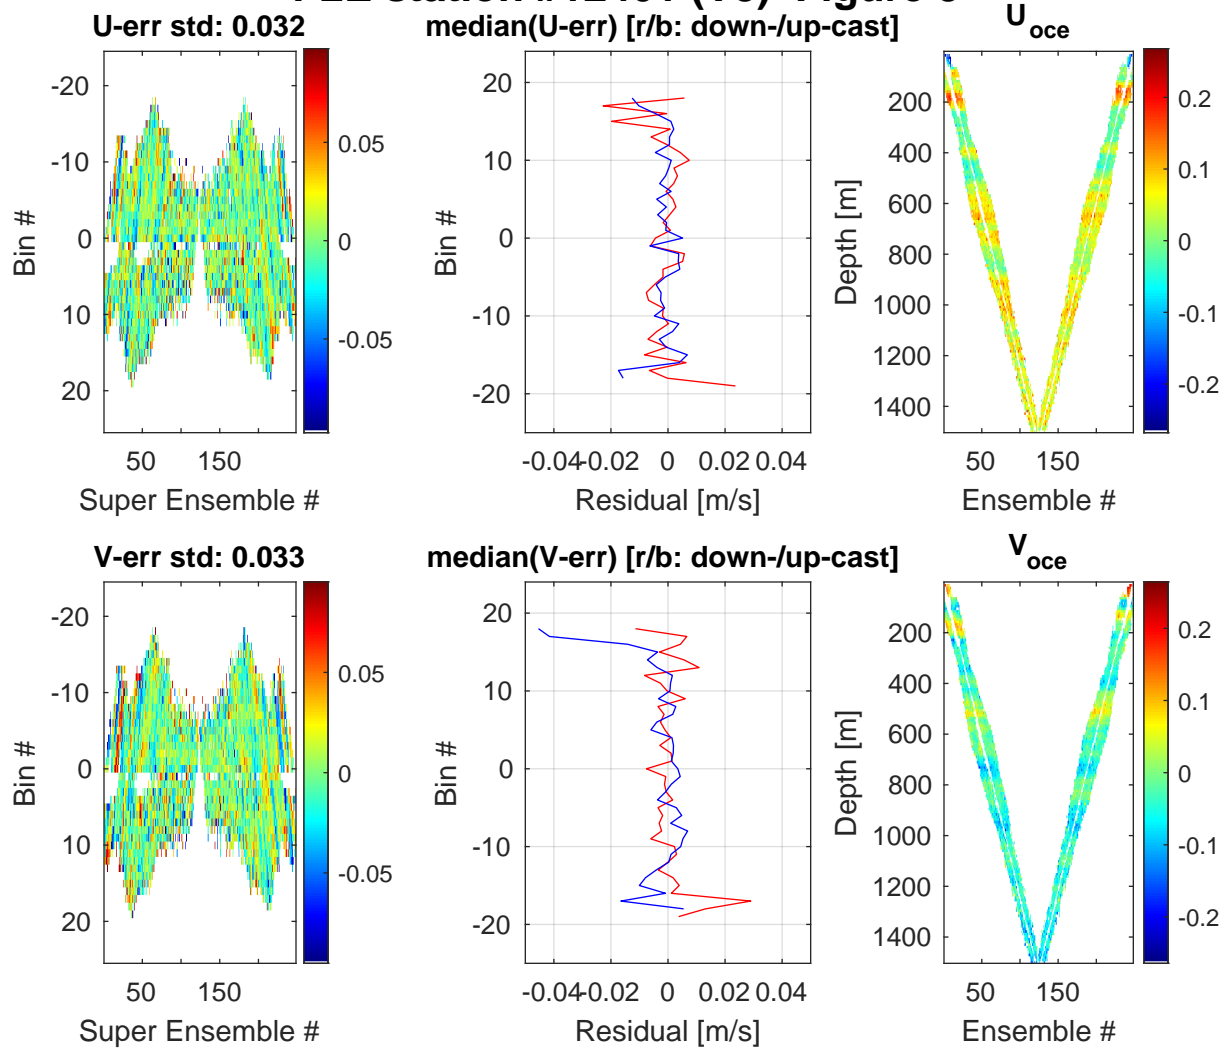 U-err std: 0.032
median(U-err) [r/b: down-/up-cast]
U oce
-20
-10
0
10
20
Bin #
50 150
Super Ensemble #
0.05
0
-0.05
20
10
0
-10
-20
Bin #
-0.04 -0.02 0 0.02 0.04
Residual [m/s]
200
400
600
800
1000
1200
1400
Depth [m]
50 150
Ensemble #
0.2
0.1
0
-0.1
-0.2
V-err std: 0.033
median(V-err) [r/b: down-/up-cast]
V oce
-20
-10
0
10
20
Bin #
50 150
Super Ensemble #
0.05
0
-0.05
20
10
0
-10
-20
Bin #
-0.04 -0.02 0 0.02 0.04
Residual [m/s]
200
400
600
800
1000
1200
1400
Depth [m]
50 150
Ensemble #
0.2
0.1
0
-0.1
-0.2